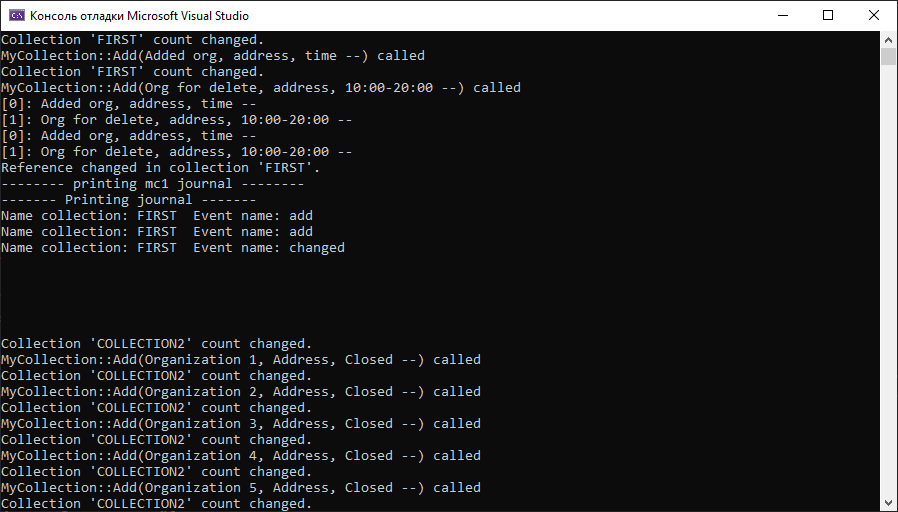 Консоль отладки Microsoft Visual Studio
Collection 'FIRST' count changed.
MyCollection::Add(Added org, address, time --) called
Collection 'FIRST' count changed.
MyCollection::Add(Org for delete, address, 10:00-20:00 --) called
[0]: Added org, address, time --
[1]: Org for delete, address, 10:00-20:00 --
[0]: Added org, address, time --
[1]: Org for delete, address, 10:00-20:00 --
Reference changed in collection 'FIRST'.
-------- printing mc1 journal --------
------- Printing journal -------
Name collection: FIRST  Event name: add
Name collection: FIRST  Event name: add
Name collection: FIRST  Event name: changed
Collection 'COLLECTION2' count changed.
MyCollection::Add(Organization 1, Address, Closed --) called
Collection 'COLLECTION2' count changed.
MyCollection::Add(Organization 2, Address, Closed --) called
Collection 'COLLECTION2' count changed.
MyCollection::Add(Organization 3, Address, Closed --) called
Collection 'COLLECTION2' count changed.
MyCollection::Add(Organization 4, Address, Closed --) called
Collection 'COLLECTION2' count changed.
MyCollection::Add(Organization 5, Address, Closed --) called
Collection 'COLLECTION2' count changed.